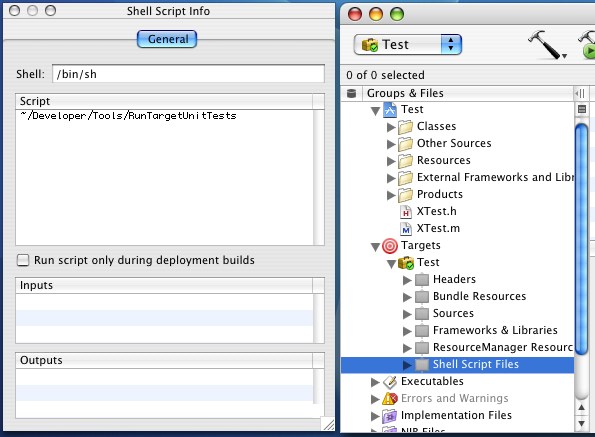 Shell Script Info
General
Shell: /bin/sh
Script
~/Developer/Tools/RunTargetUnitTests
Run script only during deployment builds
Inputs
Outputs
Test
0 of 0 selected
Groups & Files
Test
Classes
Other Sources
Resources
External Frameworks and Libr
Products
XTest.h
XTest.m
Targets
Test
Headers
Bundle Resources
Sources
Frameworks & Libraries
ResourceManager Resourc
Shell Script Files
Executables
Errors and Warnings
Implementation Files
NIB Files